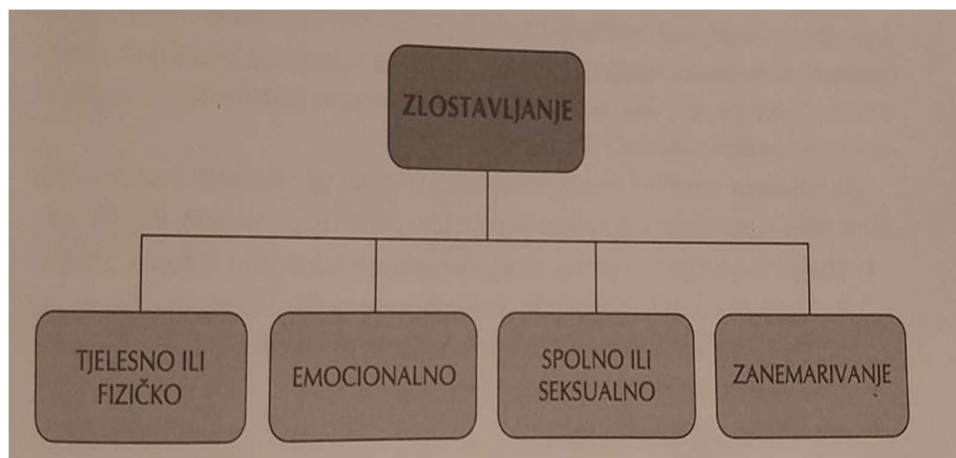 ZLOSTAVLJANJE
TJELESNO ILI
FIZIČKO
EMOCIONALNO
SPOLNO ILI
SEKSUALNO
ZANEMARIVANJE